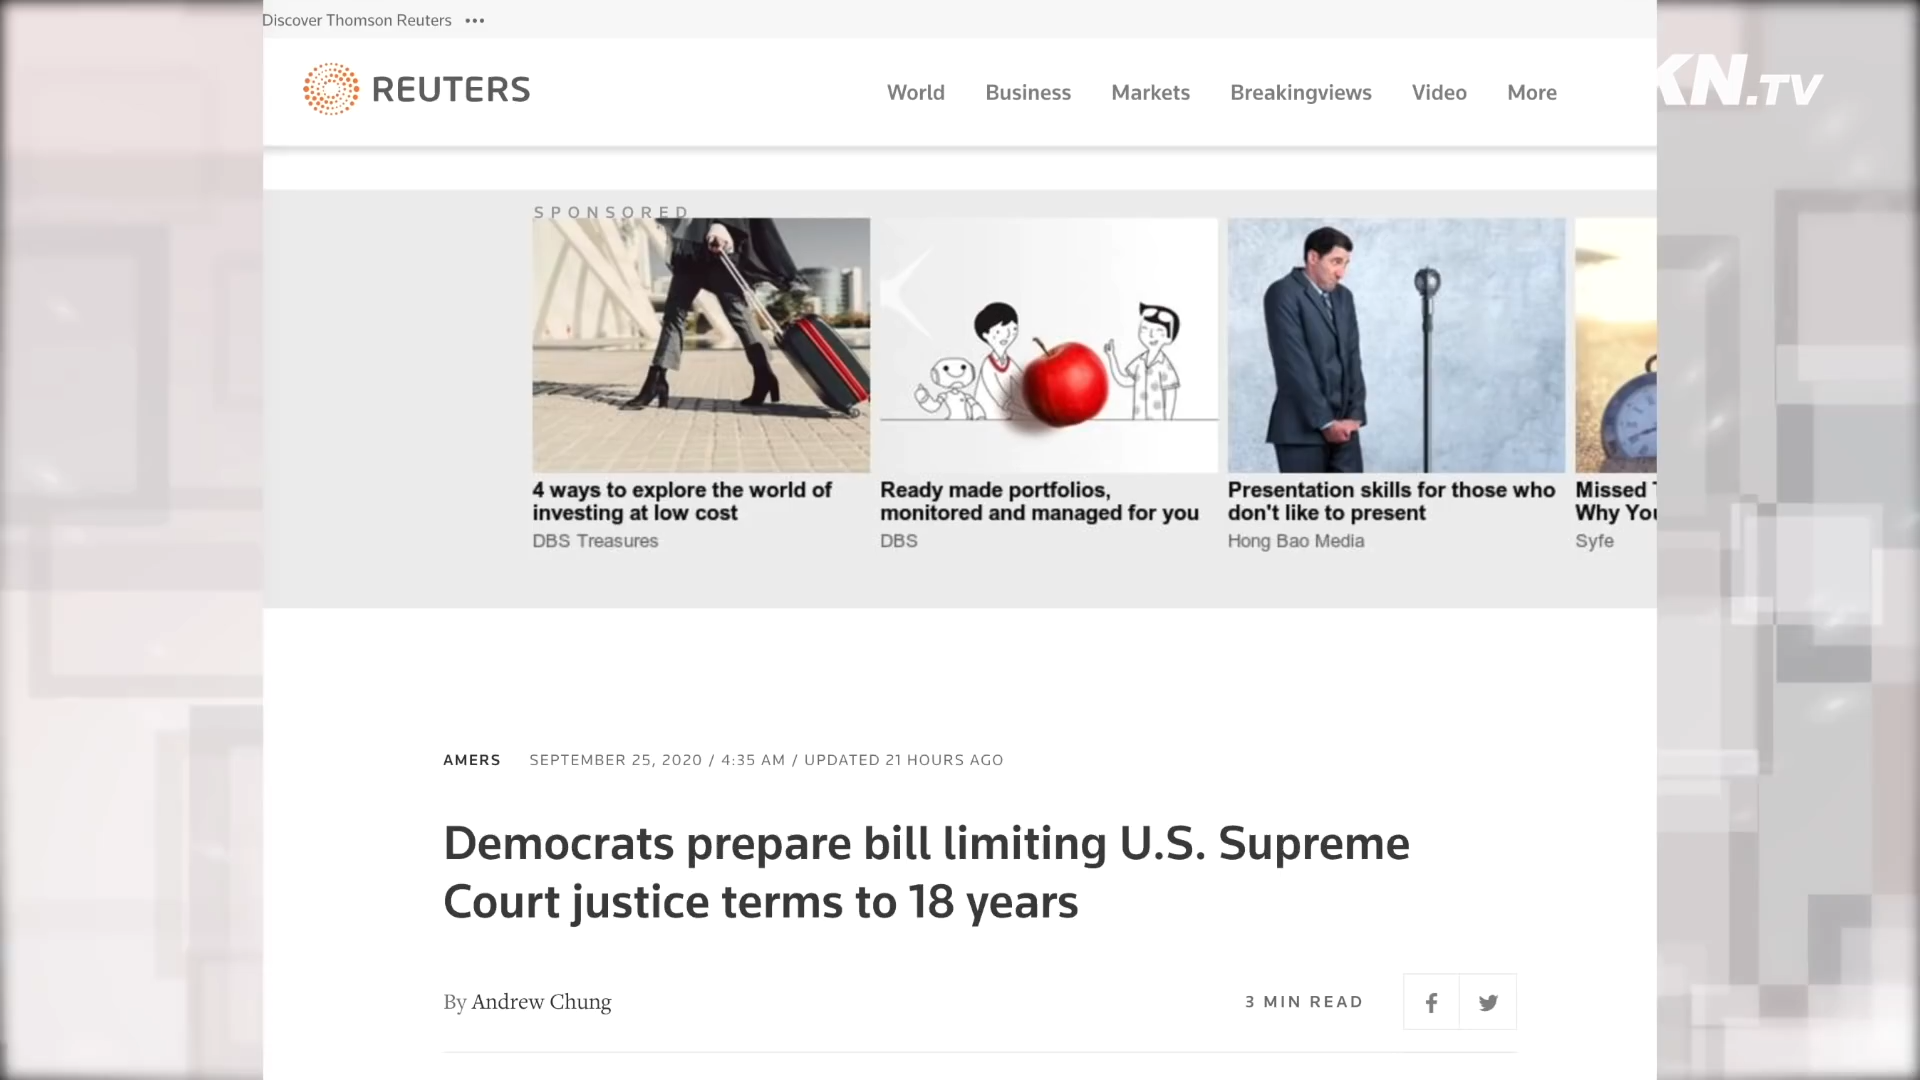 Discover Thomson Reuters •••
REUTERS
World Business Markets Breakingviews Video More
KN.TV
SPONSORED
4 ways to explore the world of
investing at low cost
DBS Treasures
Ready made portfolios,
monitored and managed for you
DBS
Presentation skills for those who
don't like to present
Hong Bao Media
Missed
Why You
Syfe
AMERS SEPTEMBER 25, 2020 / 4:35 AM / UPDATED 21 HOURS AGO
Democrats prepare bill limiting U.S. Supreme
Court justice terms to 18 years
By Andrew Chung
3 MIN READ